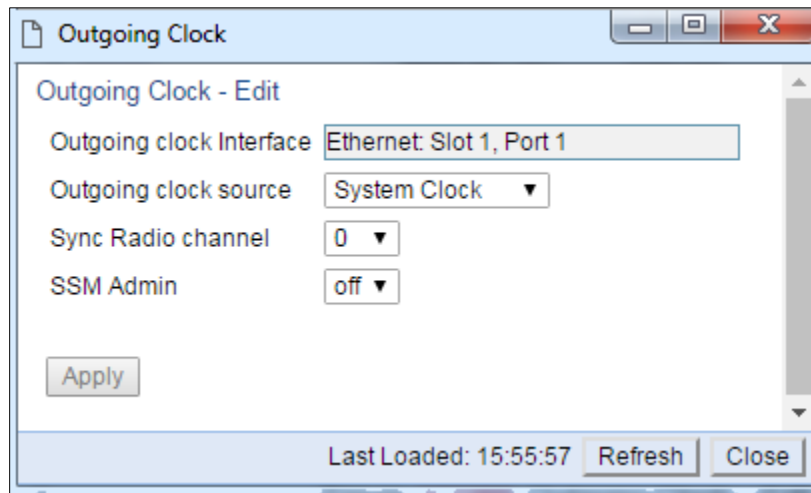 Outgoing Clock
Outgoing Clock - Edit
Outgoing clock Interface Ethernet: Slot 1, Port 1
Outgoing clock source System Clock
Sync Radio channel 0
SSM Admin off
Apply
Last Loaded: 15:55:57 Refresh Close